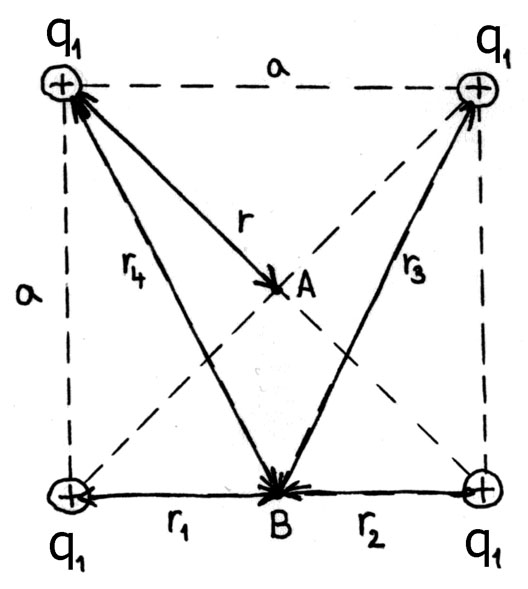 q₁ q₁
+ a +
r
r₄ r₃
a A
+ +
r₁ B r₂
q₁ q₁